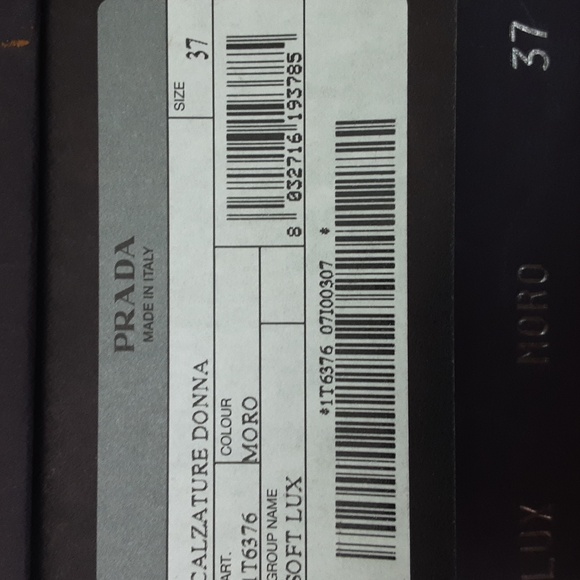 PRADA
MADE IN ITALY
CALZATURE DONNA
SIZE
37
ART.
1T6376
COLOUR
MORO
GROUP NAME
SOFT LUX
8 032716 193785
*1T6376 07I00307 *
LUX MORO 37